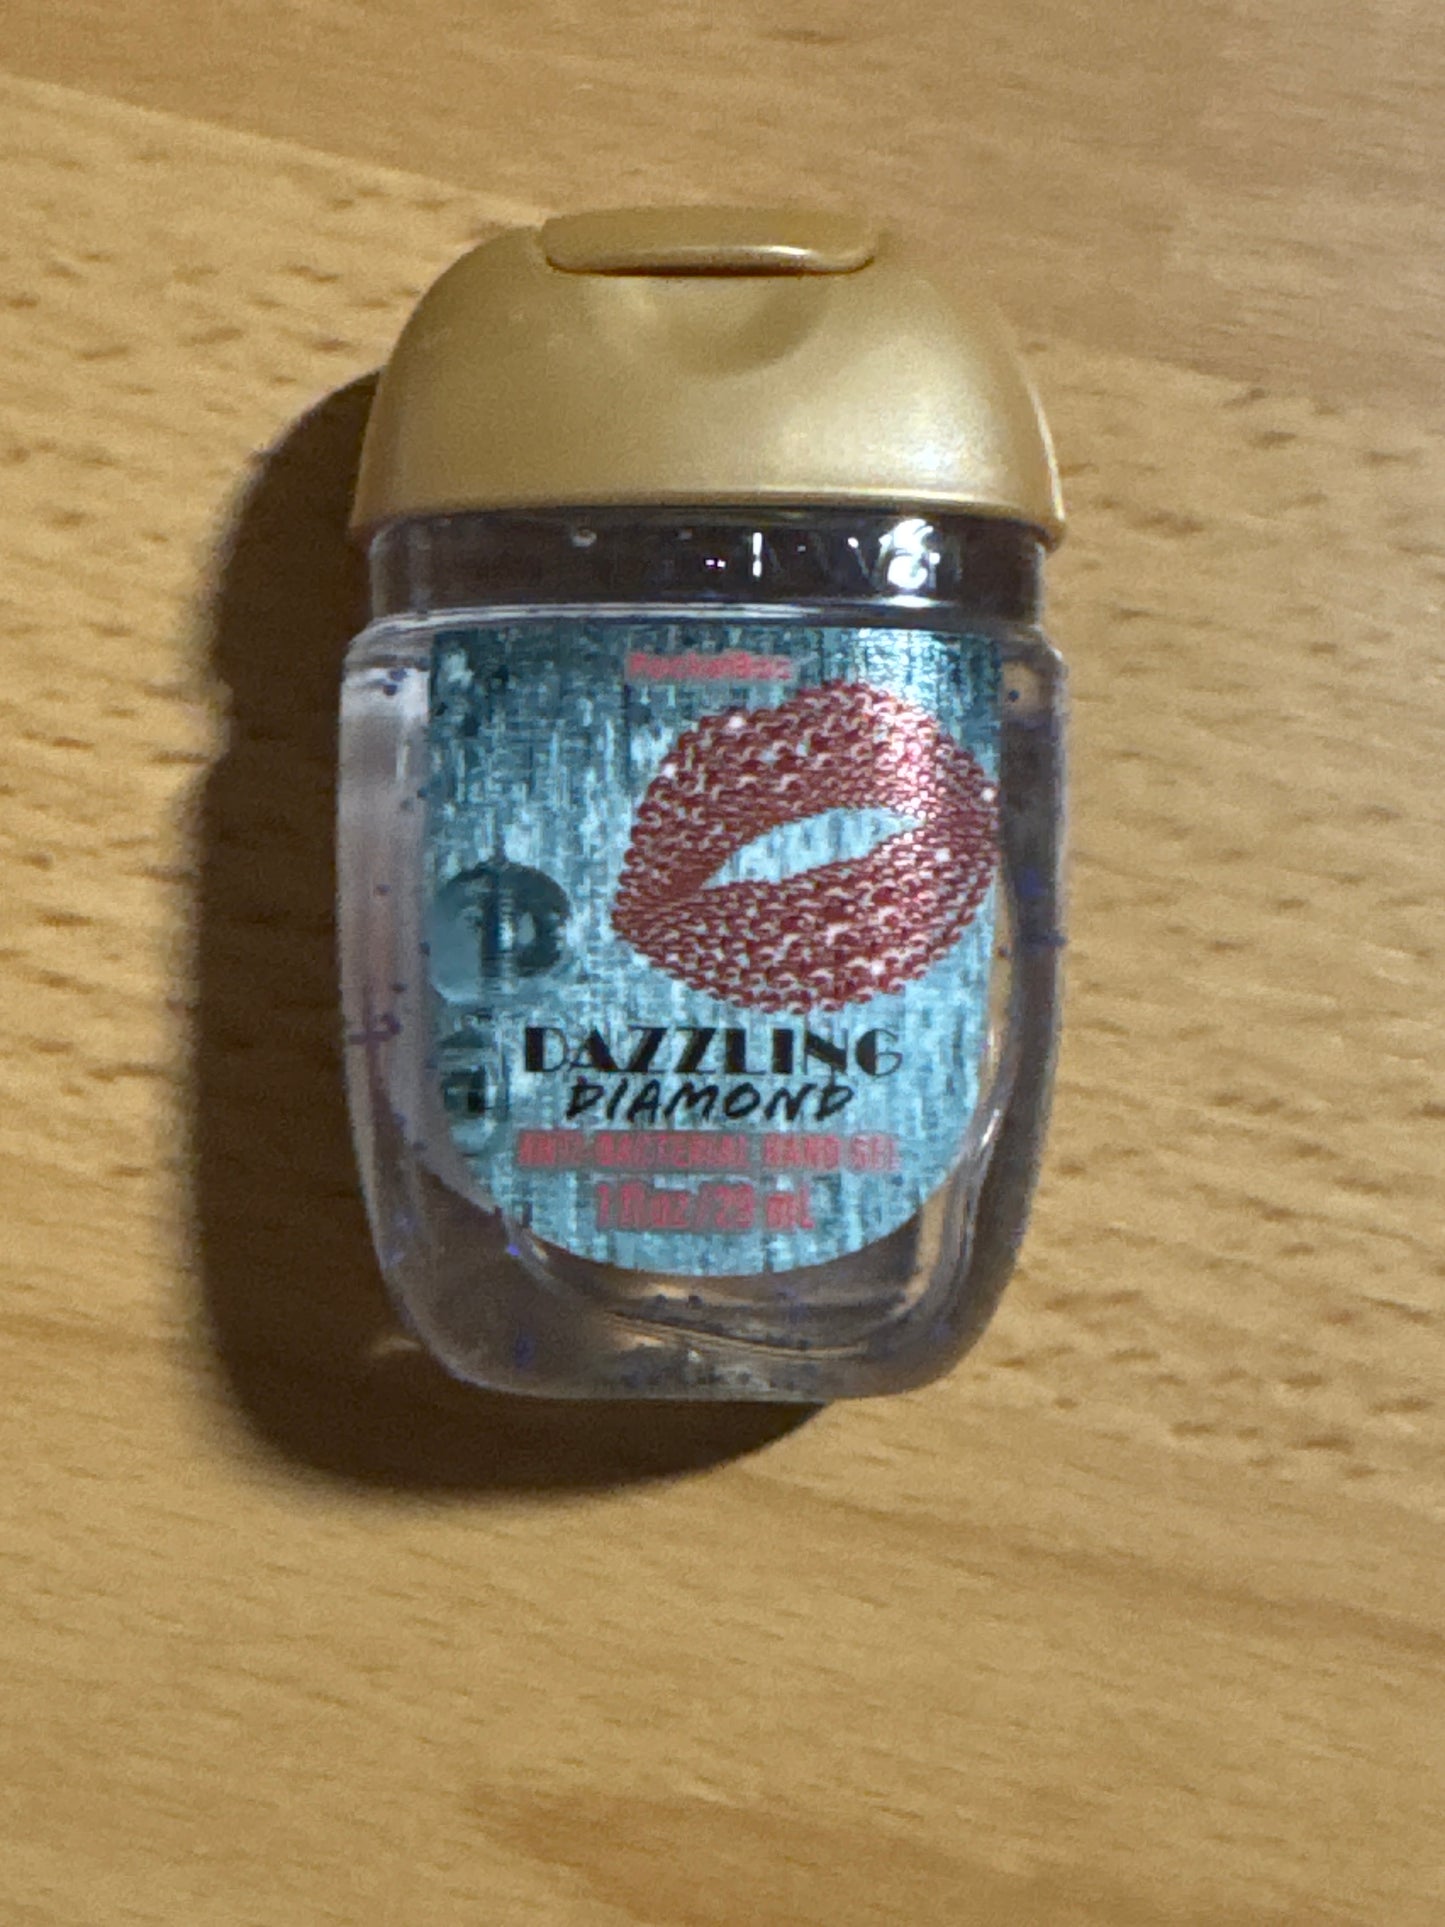 PocketBac
DAZZLING
DIAMOND
ANTI-BACTERIAL HAND GEL
1 fl oz / 29 mL